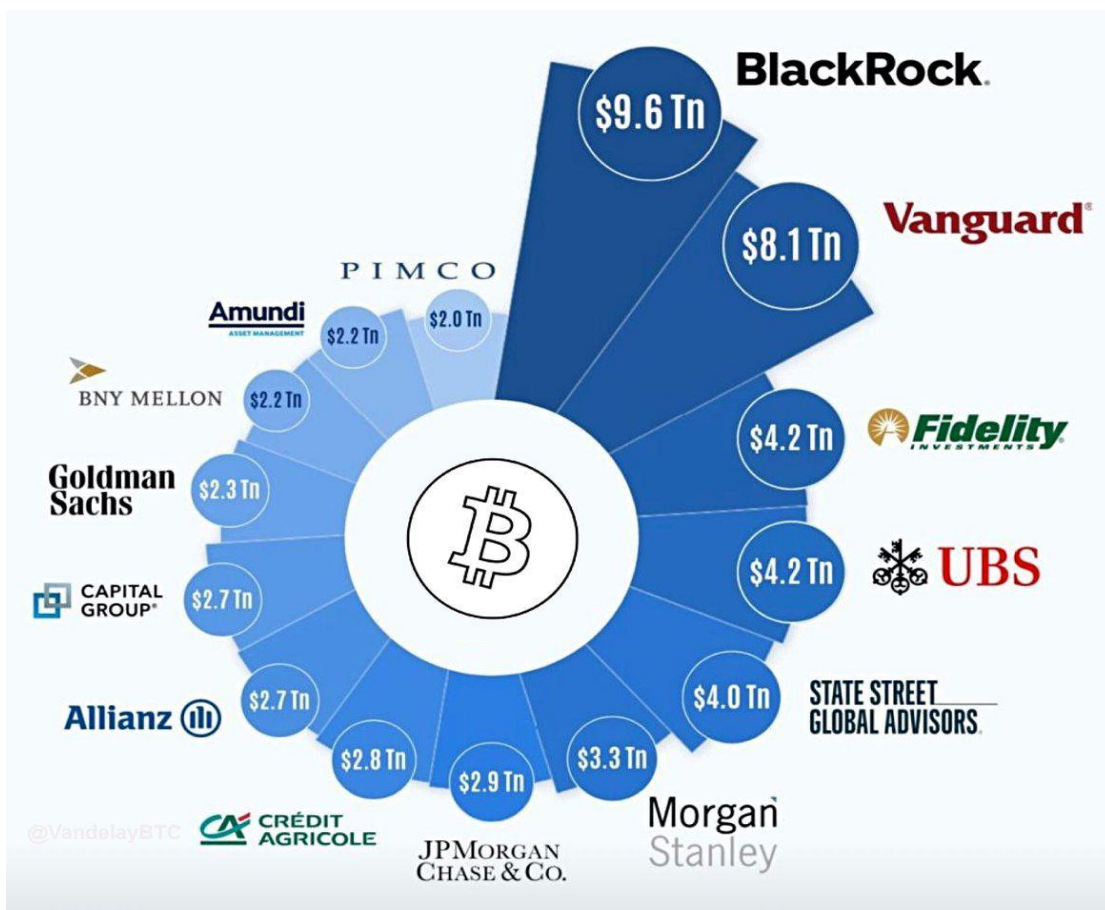 BlackRock.
$9.6 Tn
Vanguard®
$8.1 Tn
Fidelity
INVESTMENTS®
$4.2 Tn
UBS
$4.2 Tn
STATE STREET
GLOBAL ADVISORS.
$4.0 Tn
Morgan
Stanley
$3.3 Tn
JPMORGAN
CHASE & CO.
$2.9 Tn
CRÉDIT
AGRICOLE
$2.8 Tn
Allianz
$2.7 Tn
CAPITAL
GROUP®
$2.7 Tn
Goldman
Sachs
$2.3 Tn
BNY MELLON
$2.2 Tn
Amundi
ASSET MANAGEMENT
$2.2 Tn
PIMCO
$2.0 Tn
@VandelayBTC